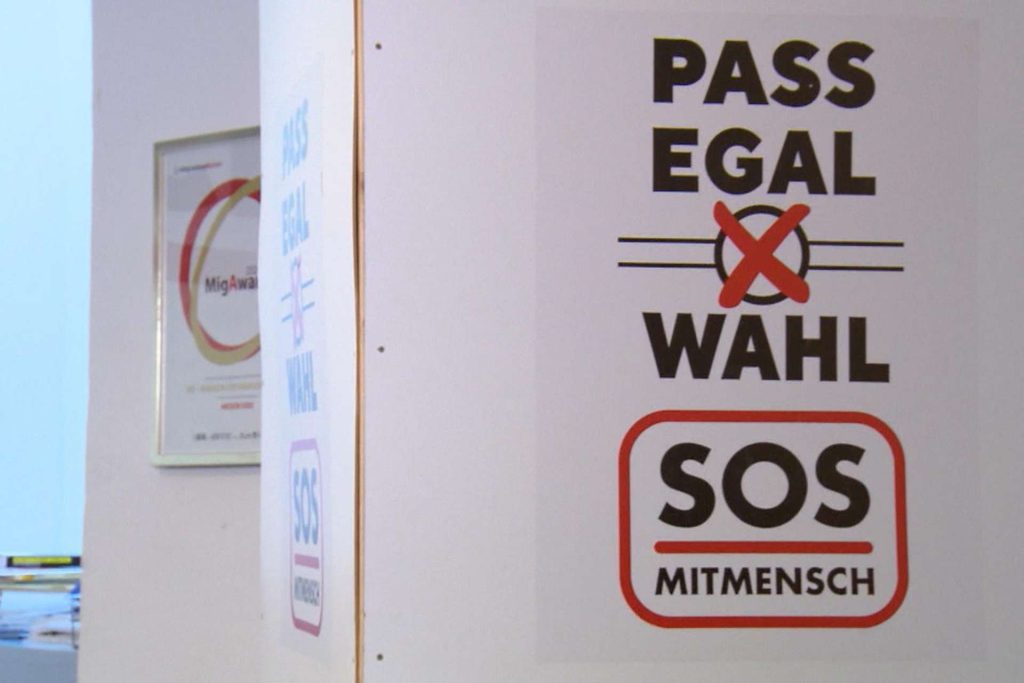 MigAwa
PASS
EGAL
WAHL
SOS
MITMENSCH
PASS
EGAL
WAHL
SOS
MITMENSCH